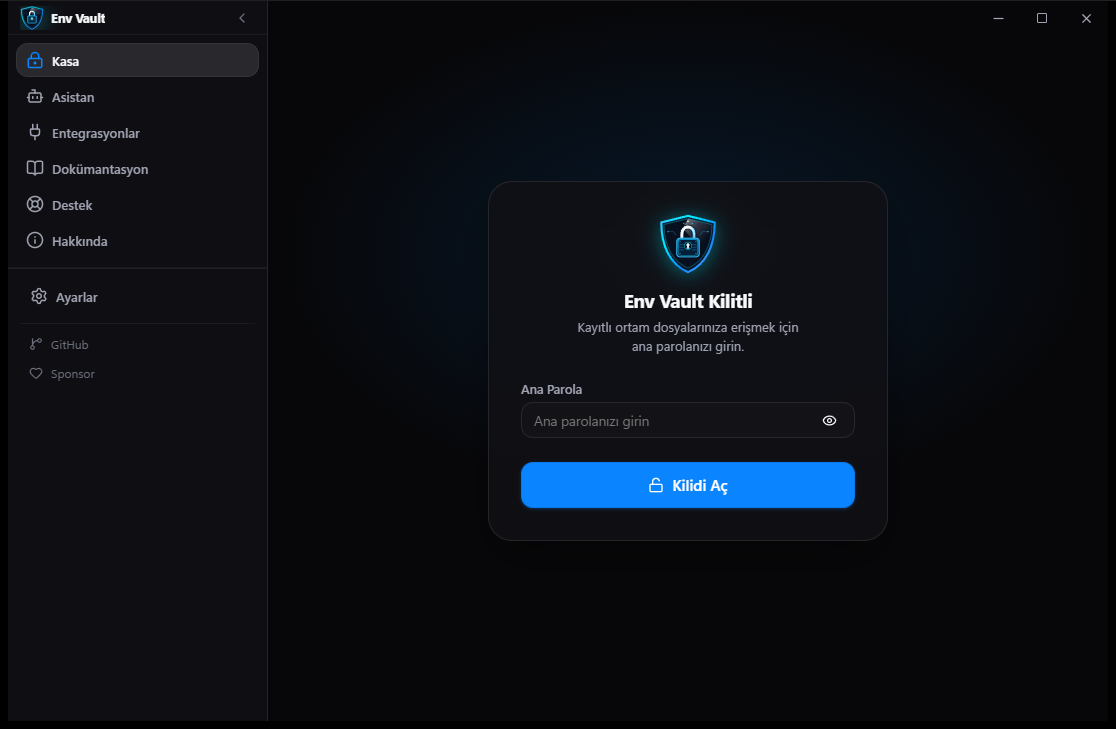 Env Vault
Kasa
Asistan
Entegrasyonlar
Dokümantasyon
Destek
Hakkında
Ayarlar
GitHub
Sponsor
Env Vault Kilitli
Kayıtlı ortam dosyalarınıza erişmek için
ana parolanızı girin.
Ana Parola
Ana parolanızı girin
Kilidi Aç